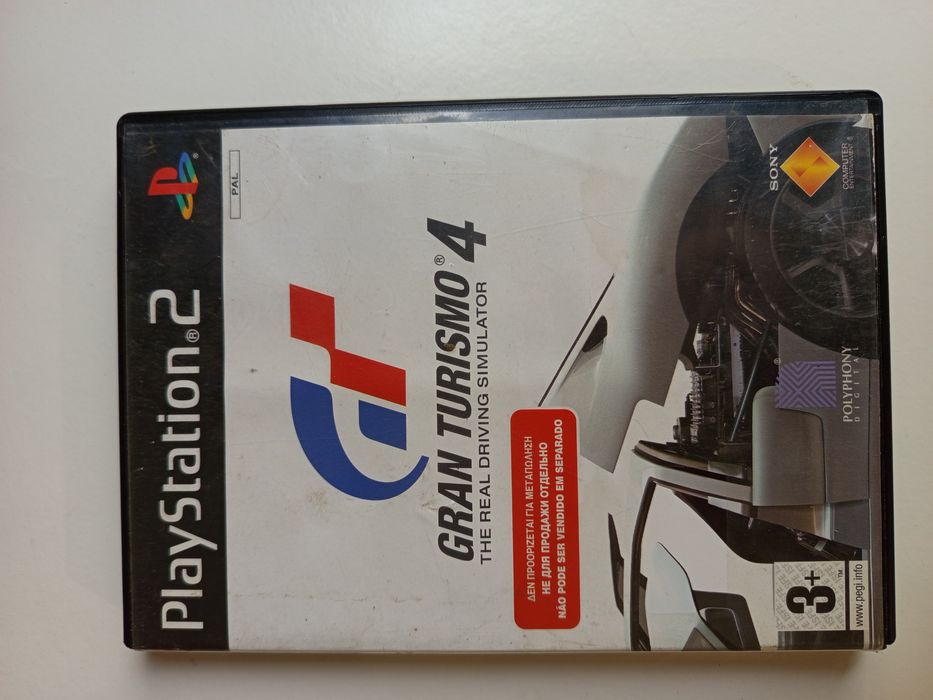 PlayStation®2
PAL
GRAN TURISMO® 4
THE REAL DRIVING SIMULATOR
ΔΕΝ ΠΡΟΟΡΙΖΕΤΑΙ ΓΙΑ ΜΕΤΑΠΩΛΗΣΗ
НЕ ДЛЯ ПРОДАЖИ ОТДЕЛЬНО
NÃO PODE SER VENDIDO EM SEPARADO
3+
™
www.pegi.info
POLYPHONY
DIGITAL
®
SONY
COMPUTER
ENTERTAINMENT